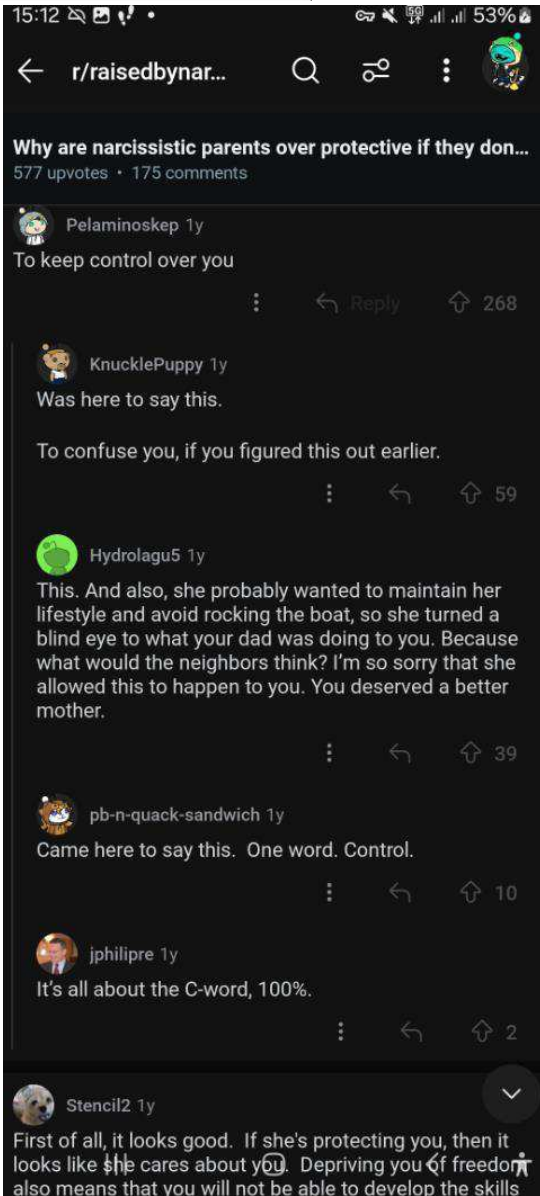 15:12 53%
r/raisedbynar...
Why are narcissistic parents over protective if they don...
577 upvotes • 175 comments
Pelaminoskep 1y
To keep control over you
Reply 268
KnucklePuppy 1y
Was here to say this.
To confuse you, if you figured this out earlier.
59
Hydrolagu5 1y
This. And also, she probably wanted to maintain her
lifestyle and avoid rocking the boat, so she turned a
blind eye to what your dad was doing to you. Because
what would the neighbors think? I'm so sorry that she
allowed this to happen to you. You deserved a better
mother.
39
pb-n-quack-sandwich 1y
Came here to say this.  One word. Control.
10
jphilipre 1y
It's all about the C-word, 100%.
2
Stencil2 1y
First of all, it looks good.  If she's protecting you, then it
looks like she cares about you.  Depriving you of freedom
also means that you will not be able to develop the skills